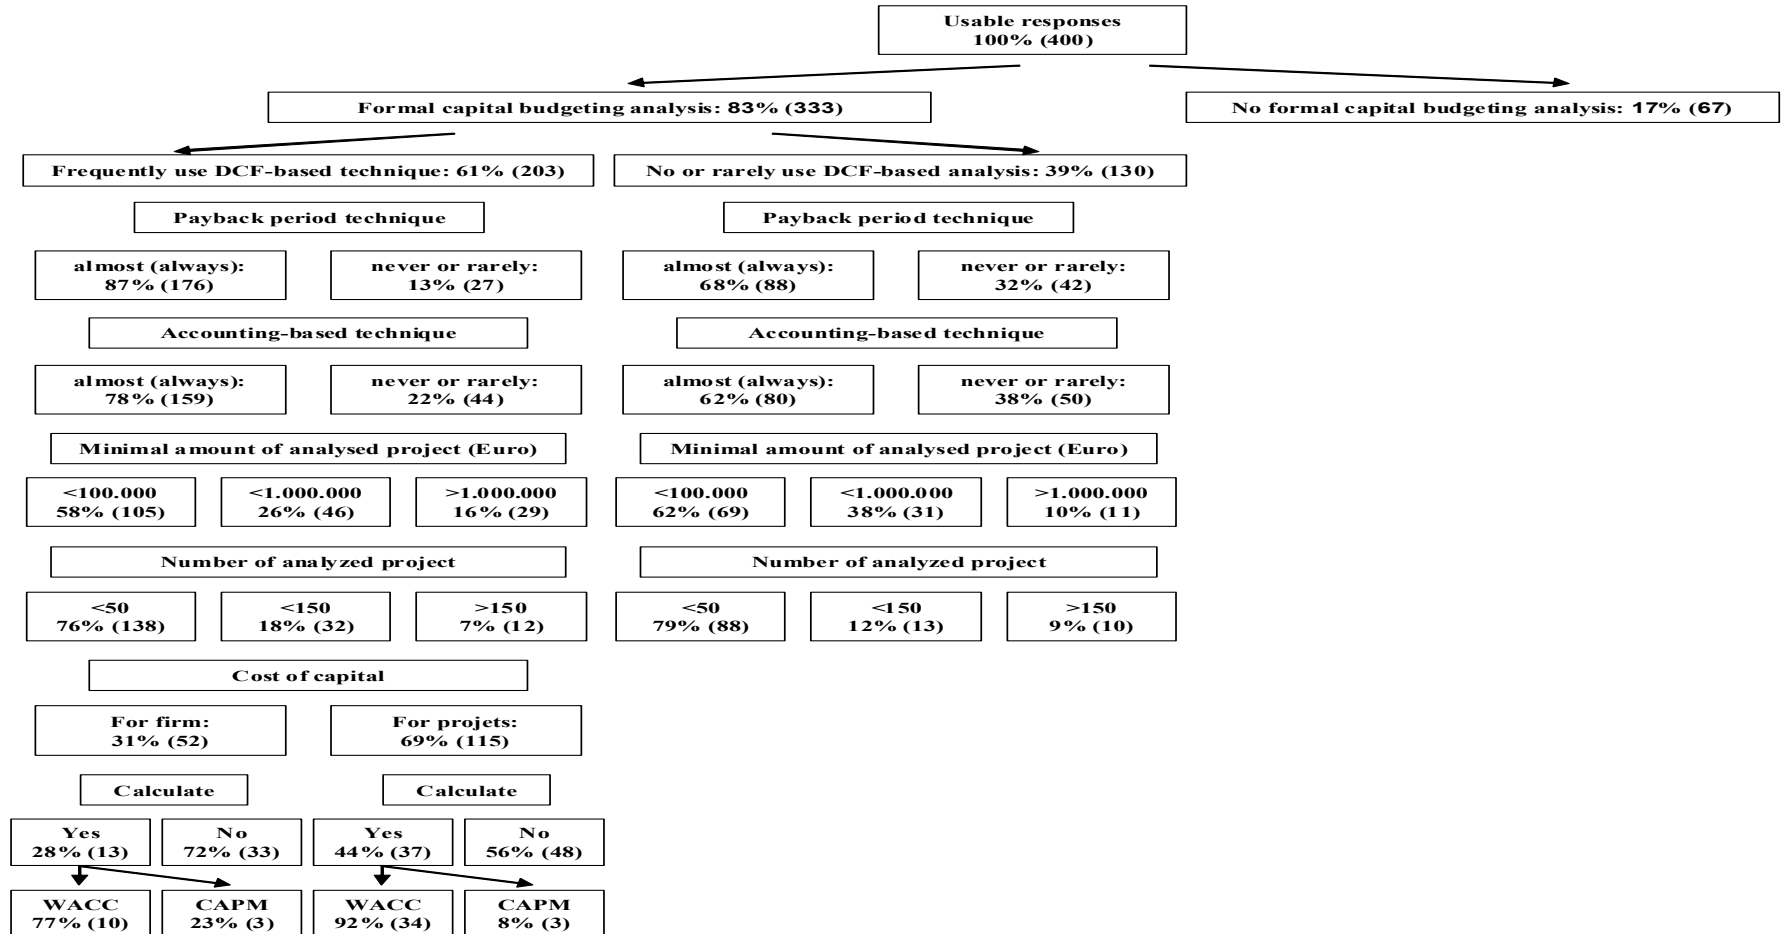 Usable responses
100% (400)
Formal capital budgeting analysis: 83% (333)
No formal capital budgeting analysis: 17% (67)
Frequently use DCF-based technique: 61% (203)
No or rarely use DCF-based analysis: 39% (130)
Payback period technique
Payback period technique
almost (always):
87% (176)
never or rarely:
13% (27)
almost (always):
68% (88)
never or rarely:
32% (42)
Accounting-based technique
Accounting-based technique
almost (always):
78% (159)
never or rarely:
22% (44)
almost (always):
62% (80)
never or rarely:
38% (50)
Minimal amount of analysed project (Euro)
Minimal amount of analysed project (Euro)
<100.000
58% (105)
<1.000.000
26% (46)
>1.000.000
16% (29)
<100.000
62% (69)
<1.000.000
38% (31)
>1.000.000
10% (11)
Number of analyzed project
Number of analyzed project
<50
76% (138)
<150
18% (32)
>150
7% (12)
<50
79% (88)
<150
12% (13)
>150
9% (10)
Cost of capital
For firm:
31% (52)
For projets:
69% (115)
Calculate
Calculate
Yes
28% (13)
No
72% (33)
Yes
44% (37)
No
56% (48)
WACC
77% (10)
CAPM
23% (3)
WACC
92% (34)
CAPM
8% (3)